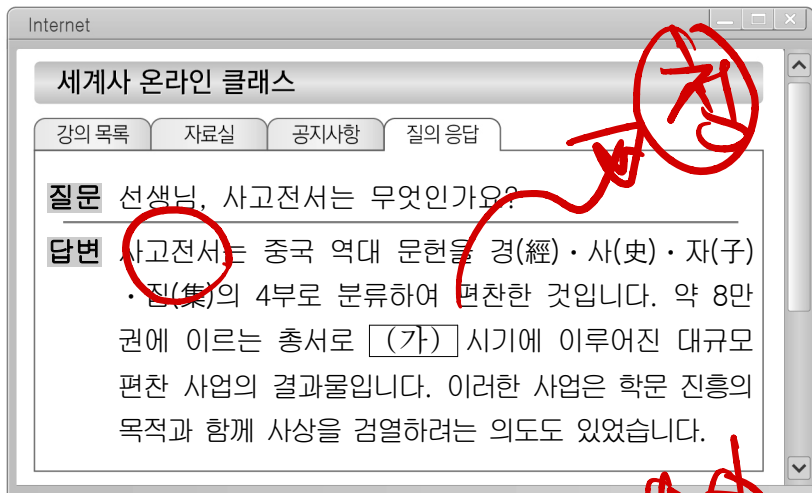 Internet
세계사 온라인 클래스
강의 목록 자료실 공지사항 질의 응답
질문 선생님, 사고전서는 무엇인가요?
청
답변 사고전서는 중국 역대 문헌을 경(經)·사(史)·자(子)
·집(集)의 4부로 분류하여 편찬한 것입니다. 약 8만
권에 이르는 총서로 (가) 시기에 이루어진 대규모
편찬 사업의 결과물입니다. 이러한 사업은 학문 진흥의
목적과 함께 사상을 검열하려는 의도도 있었습니다.